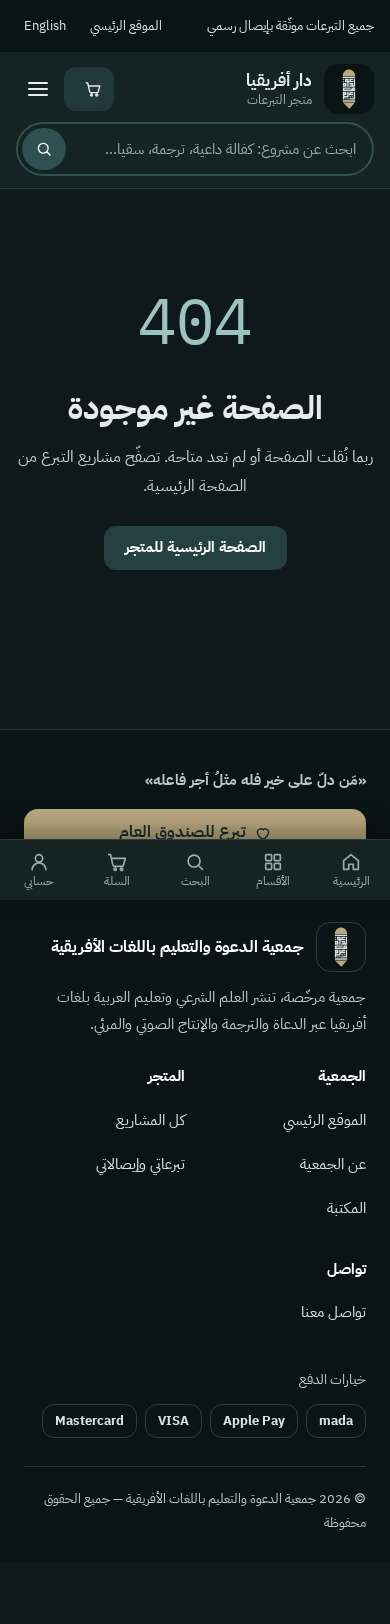 جميع التبرعات موثّقة بإيصال رسمي
الموقع الرئيسي
English
دار أفريقيا
متجر التبرعات
ابحث عن مشروع: كفالة داعية، ترجمة، سقيا...
404
الصفحة غير موجودة
ربما نُقلت الصفحة أو لم تعد متاحة. تصفّح مشاريع التبرع من
الصفحة الرئيسية.
الصفحة الرئيسية للمتجر
«مَن دلّ على خير فله مثلُ أجر فاعله»
تبرع للصندوق العام
الرئيسية
الأقسام
البحث
السلة
حسابي
جمعية الدعوة والتعليم باللغات الأفريقية
جمعية مرخّصة، تنشر العلم الشرعي وتعليم العربية بلغات
أفريقيا عبر الدعاة والترجمة والإنتاج الصوتي والمرئي.
الجمعية
الموقع الرئيسي
عن الجمعية
المكتبة
المتجر
كل المشاريع
تبرعاتي وإيصالاتي
تواصل
تواصل معنا
خيارات الدفع
mada
Apple Pay
VISA
Mastercard
© 2026 جمعية الدعوة والتعليم باللغات الأفريقية — جميع الحقوق
محفوظة